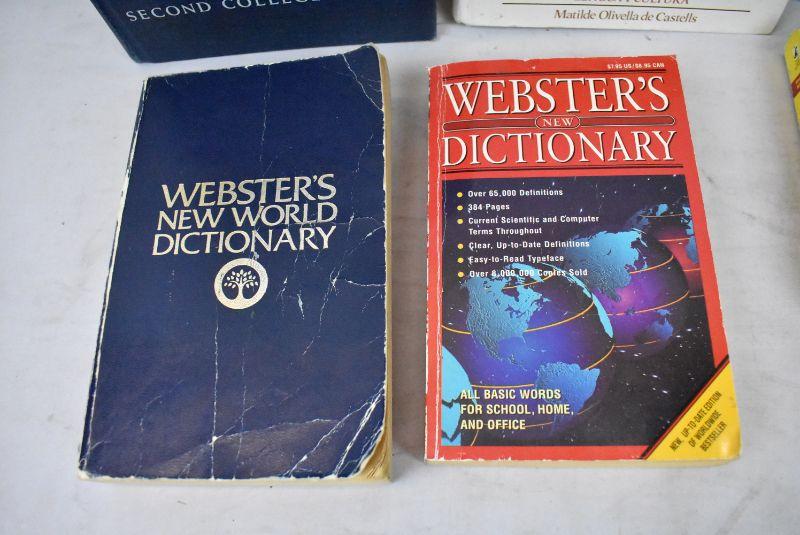 SECOND COLLEGE
Y CULTURA
Matilde Olivella de Castells
WEBSTER'S
NEW WORLD
DICTIONARY
$7.95 US/$8.95 CAN
WEBSTER'S
NEW
DICTIONARY
Over 65,000 Definitions
384 Pages
Current Scientific and Computer
Terms Throughout
Clear, Up-to-Date Definitions
Easy-to-Read Typeface
Over 8,000,000 Copies Sold
ALL BASIC WORDS
FOR SCHOOL, HOME,
AND OFFICE
NEW, UP-TO-DATE EDITION
OF WORLDWIDE
BESTSELLER